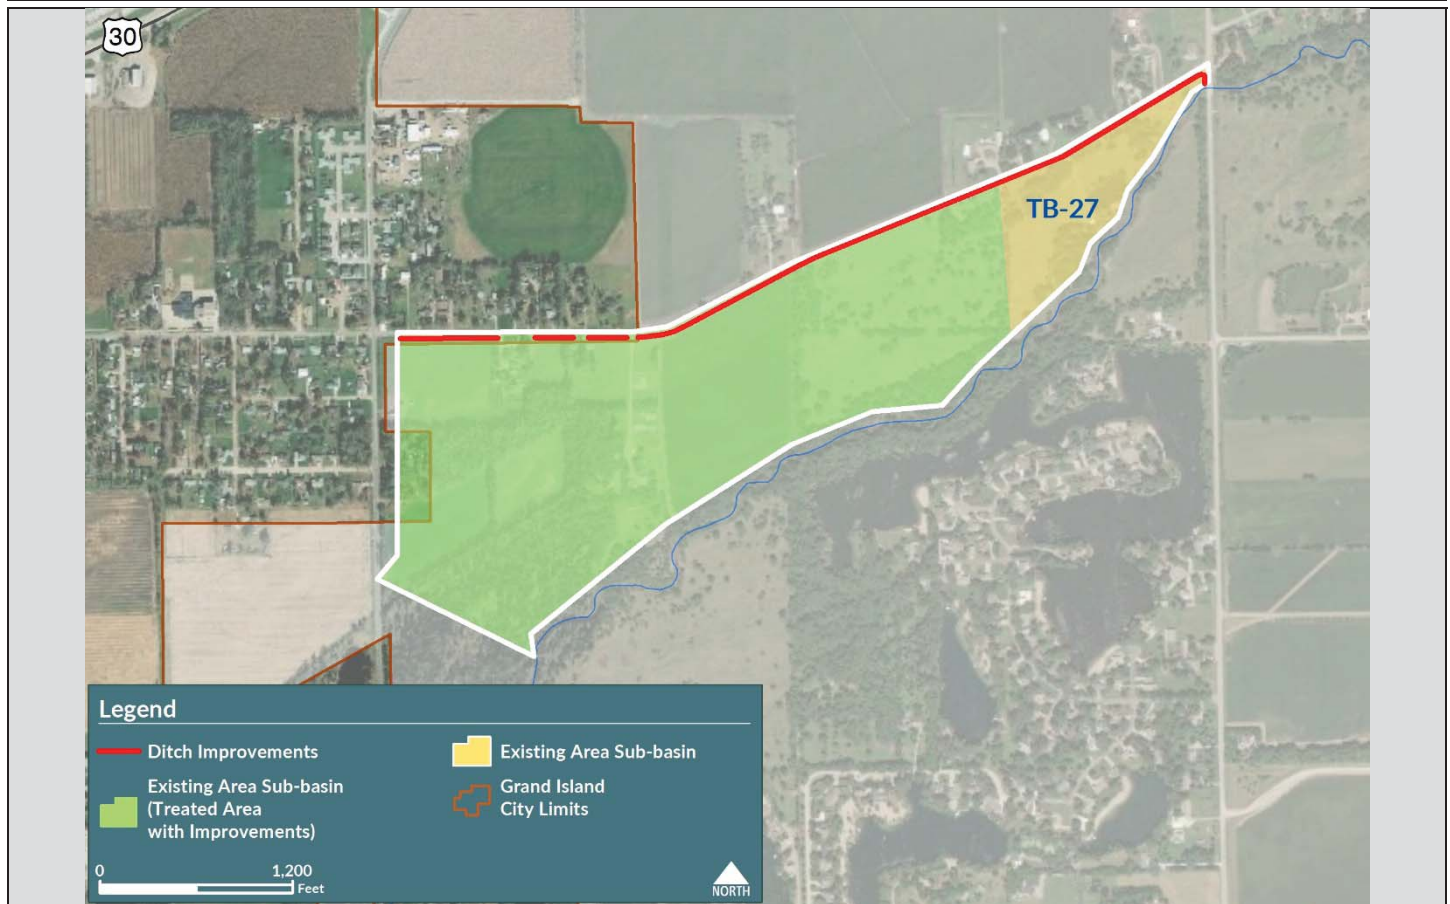 30
TB-27
Legend
Ditch Improvements
Existing Area Sub-basin
(Treated Area
with Improvements)
Existing Area Sub-basin
Grand Island
City Limits
0 1,200
Feet
NORTH